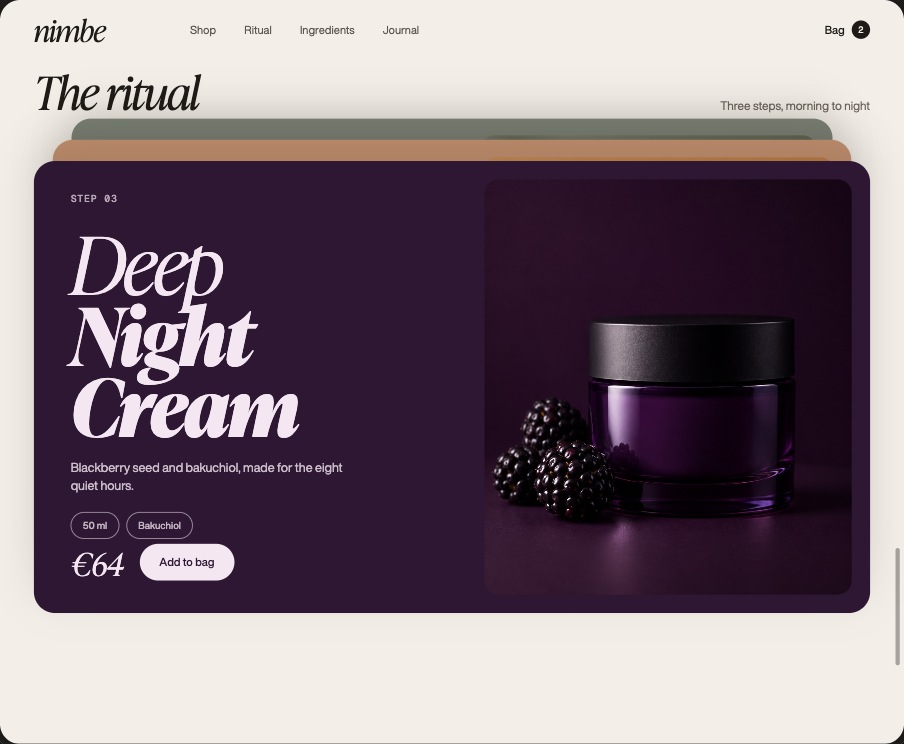 nimbe
Shop
Ritual
Ingredients
Journal
Bag 2
The ritual
Three steps, morning to night
STEP 03
Deep
Night
Cream
Blackberry seed and bakuchiol, made for the eight
quiet hours.
50 ml
Bakuchiol
€64
Add to bag